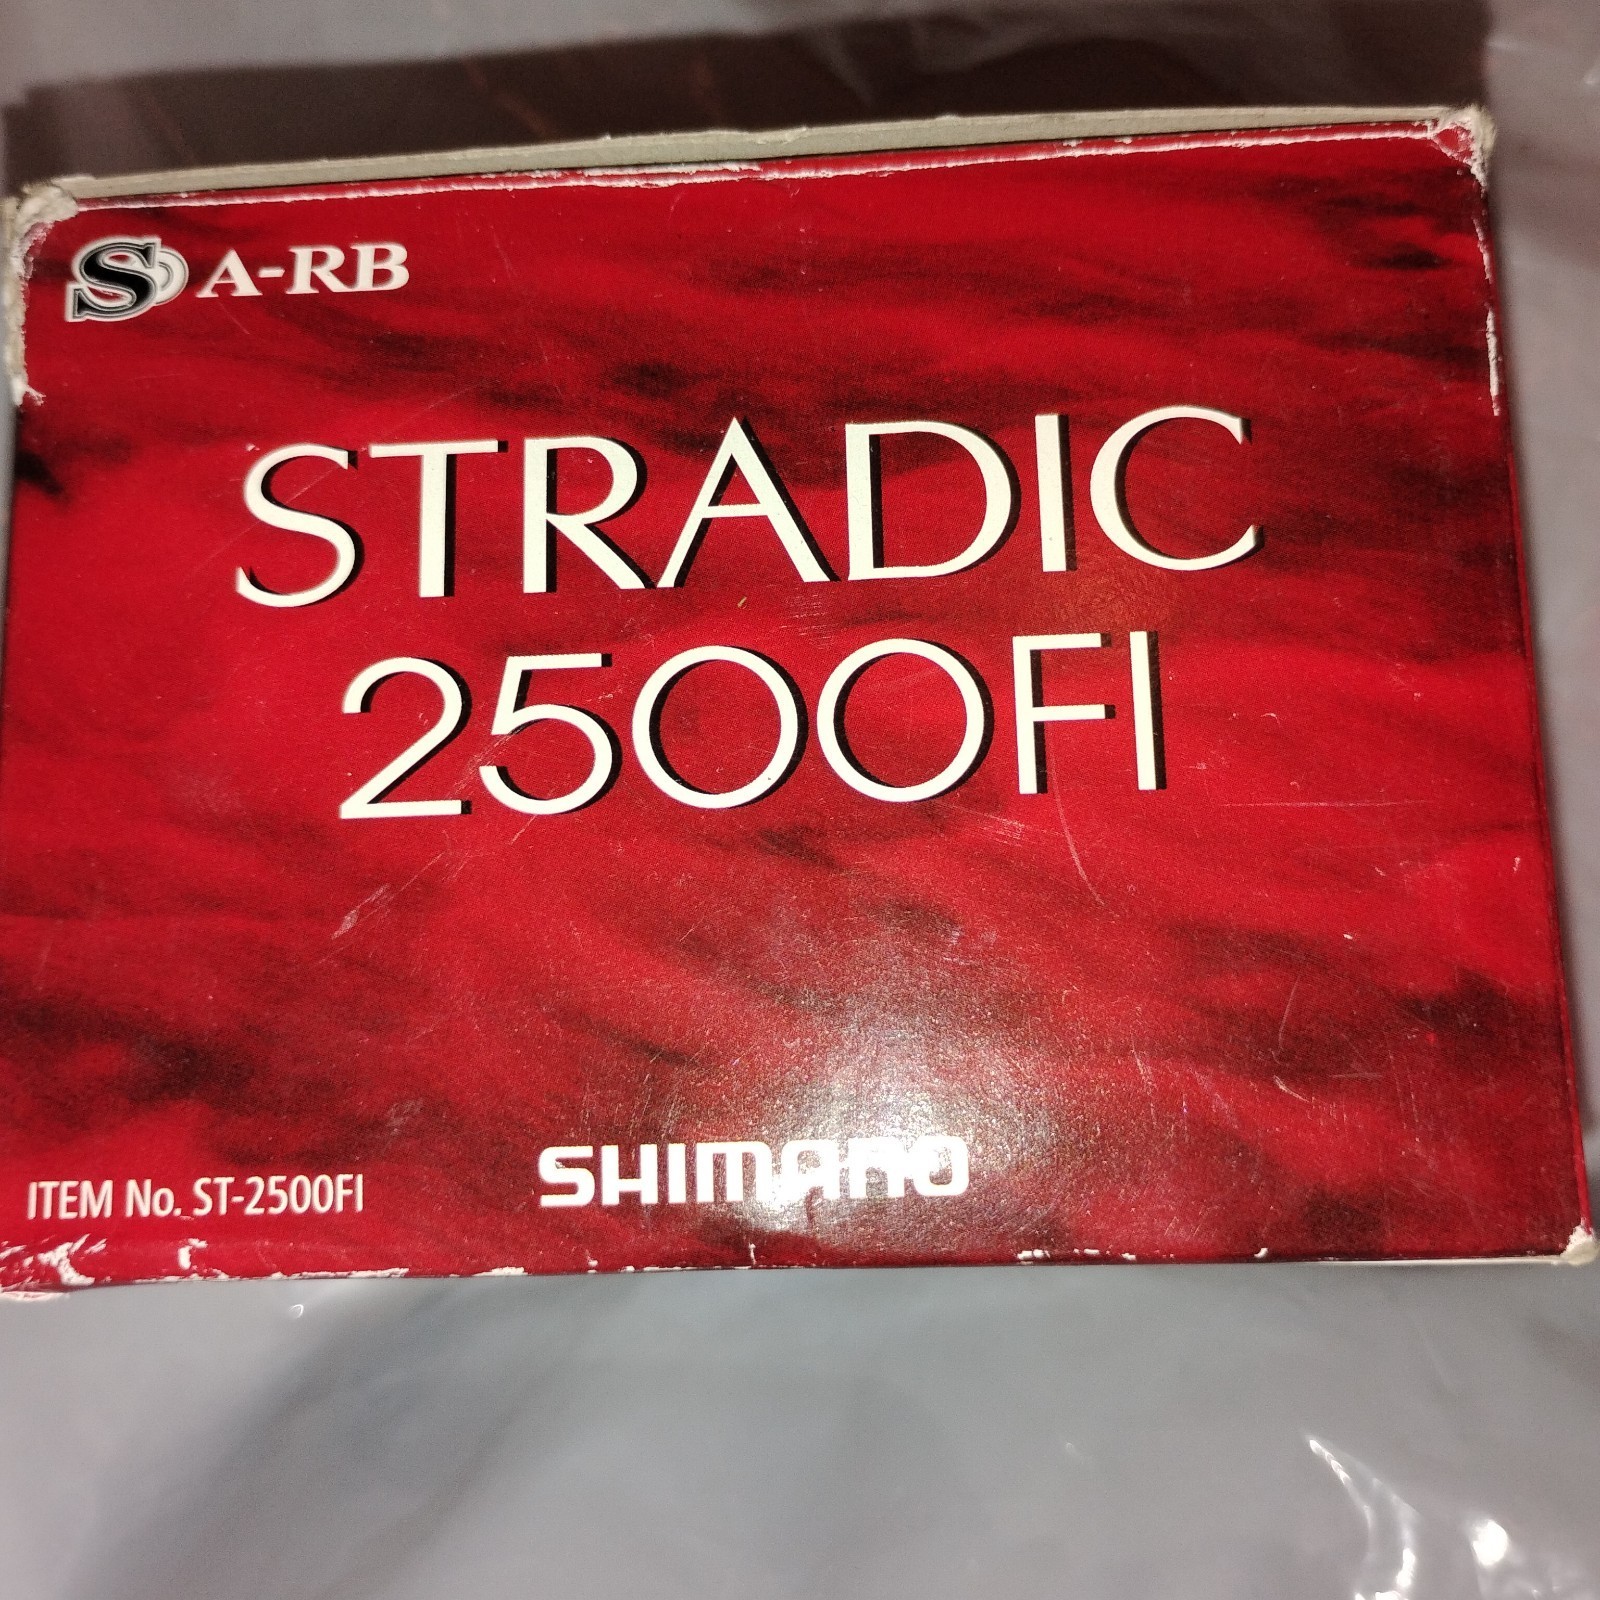 S A-RB
STRADIC
2500FI
SHIMANO
ITEM No. ST-2500FI